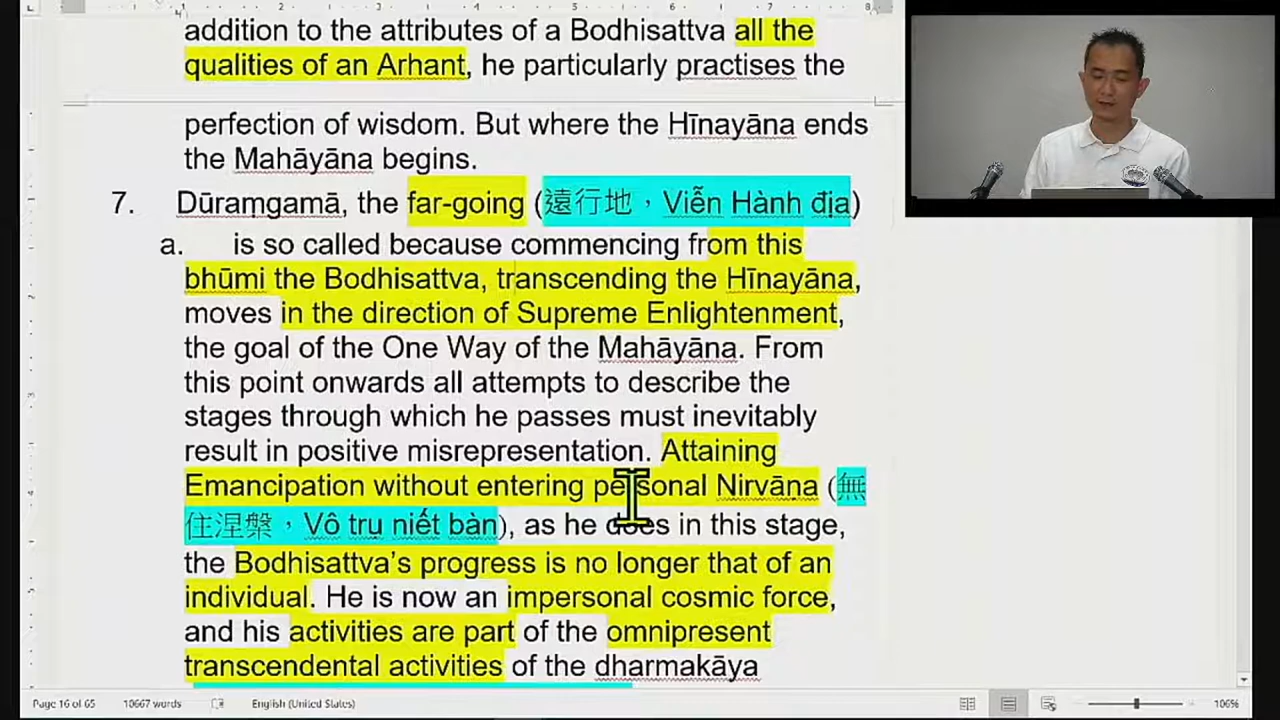 addition to the attributes of a Bodhisattva all the
qualities of an Arhant, he particularly practises the
perfection of wisdom. But where the Hīnayāna ends
the Mahāyāna begins.
7. Dūraṃgamā, the far-going (遠行地，Viễn Hành địa)
a. is so called because commencing from this
bhūmi the Bodhisattva, transcending the Hīnayāna,
moves in the direction of Supreme Enlightenment,
the goal of the One Way of the Mahāyāna. From
this point onwards all attempts to describe the
stages through which he passes must inevitably
result in positive misrepresentation. Attaining
Emancipation without entering personal Nirvāṇa (無
住涅槃，Vô trụ niết bàn), as he does in this stage,
the Bodhisattva's progress is no longer that of an
individual. He is now an impersonal cosmic force,
and his activities are part of the omnipresent
transcendental activities of the dharmakāya
Page 16 of 65 10667 words English (United States) 106%